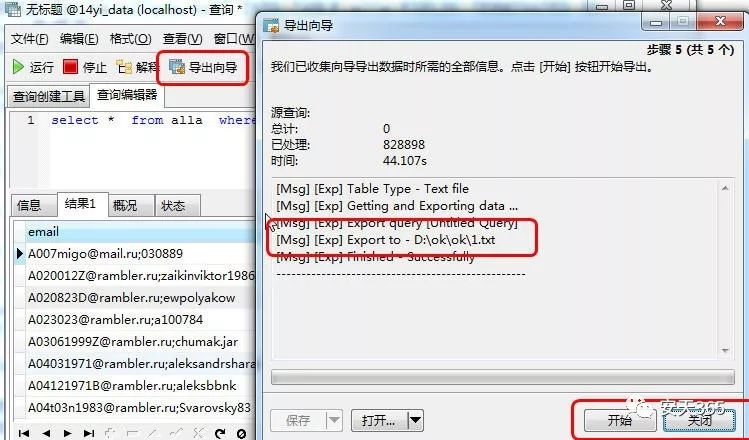 无标题 @14yi_data (localhost) - 查询 *
文件(F) 编辑(E) 格式(O) 查看(V) 窗口(W)
运行 停止 解释 导出向导
查询创建工具 查询编辑器
1 select * from alla where
信息 结果1 概况 状态
email
A007migo@mail.ru;030889
A020012Z@rambler.ru;zaikinviktor1986
A020823D@rambler.ru;ewpolyakow
A023023@rambler.ru;a100784
A03061999Z@rambler.ru;chumak.jar
A04031971@rambler.ru;aleksandrshara
A04121971B@rambler.ru;aleksbbnk
A04t03n1983@rambler.ru;Svarovsky83
导出向导
步骤 5 (共 5 个)
我们已收集向导导出数据时所需的全部信息。点击 [开始] 按钮开始导出。
源查询:
总计: 0
已处理: 828898
时间: 44.107s
[Msg] [Exp] Table Type - Text file
[Msg] [Exp] Getting and Exporting data ...
[Msg] [Exp] Export query [Untitled Query]
[Msg] [Exp] Export to - D:\ok\ok\1.txt
[Msg] [Exp] Finished - Successfully
--------------------------------------------------
保存 打开... 开始 关闭
安天365